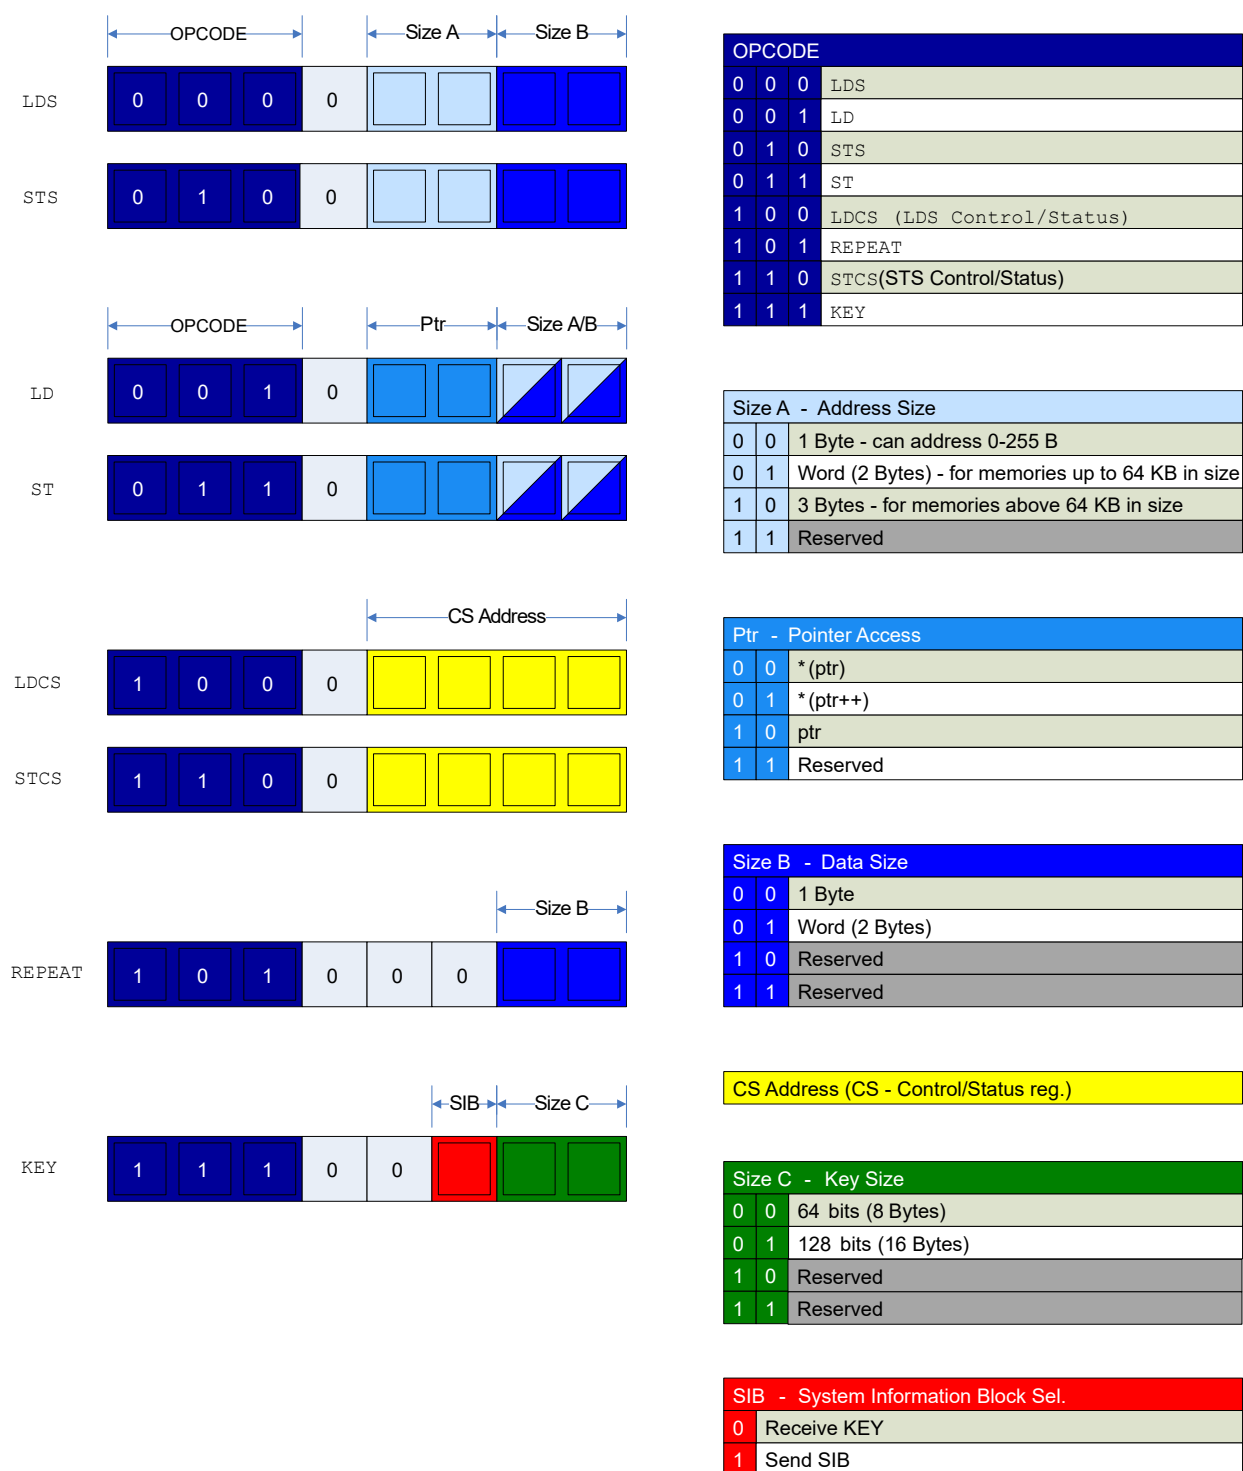 OPCODE Size A Size B
LDS 0 0 0 0
STS 0 1 0 0
OPCODE Ptr Size A/B
LD 0 0 1 0
ST 0 1 1 0
CS Address
LDCS 1 0 0 0
STCS 1 1 0 0
Size B
REPEAT 1 0 1 0 0 0
SIB Size C
KEY 1 1 1 0 0
OPCODE
0 0 0 LDS
0 0 1 LD
0 1 0 STS
0 1 1 ST
1 0 0 LDCS (LDS Control/Status)
1 0 1 REPEAT
1 1 0 STCS(STS Control/Status)
1 1 1 KEY
Size A - Address Size
0 0 1 Byte - can address 0-255 B
0 1 Word (2 Bytes) - for memories up to 64 KB in size
1 0 3 Bytes - for memories above 64 KB in size
1 1 Reserved
Ptr - Pointer Access
0 0 *(ptr)
0 1 *(ptr++)
1 0 ptr
1 1 Reserved
Size B - Data Size
0 0 1 Byte
0 1 Word (2 Bytes)
1 0 Reserved
1 1 Reserved
CS Address (CS - Control/Status reg.)
Size C - Key Size
0 0 64 bits (8 Bytes)
0 1 128 bits (16 Bytes)
1 0 Reserved
1 1 Reserved
SIB - System Information Block Sel.
0 Receive KEY
1 Send SIB